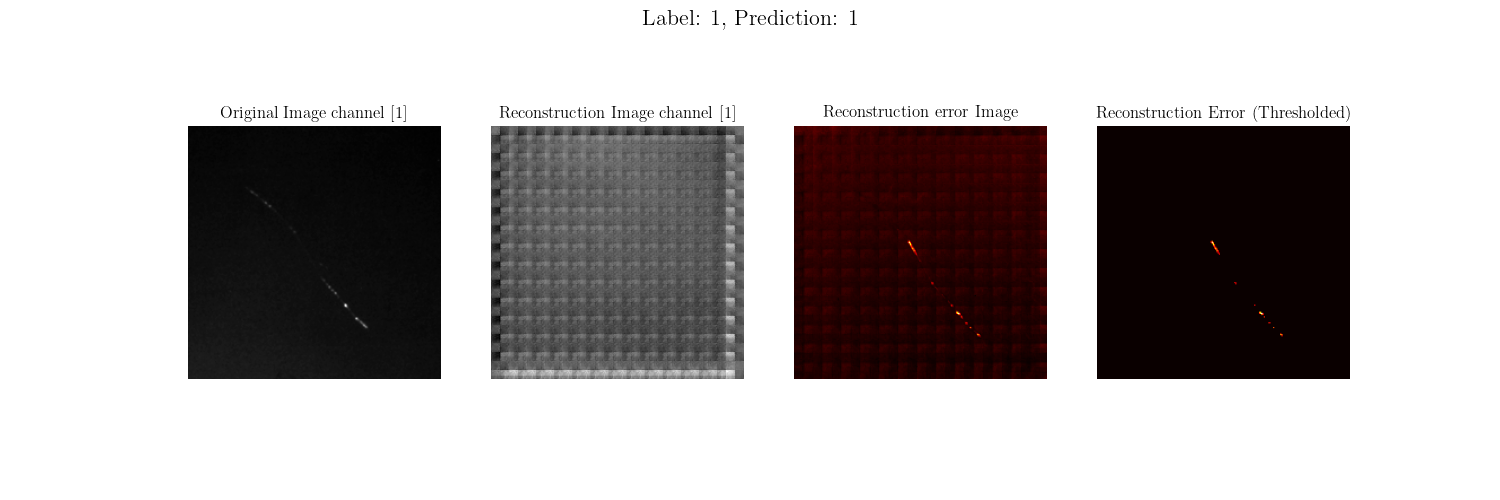 Label: 1, Prediction: 1
Original Image channel [1]
Reconstruction Image channel [1]
Reconstruction error Image
Reconstruction Error (Thresholded)